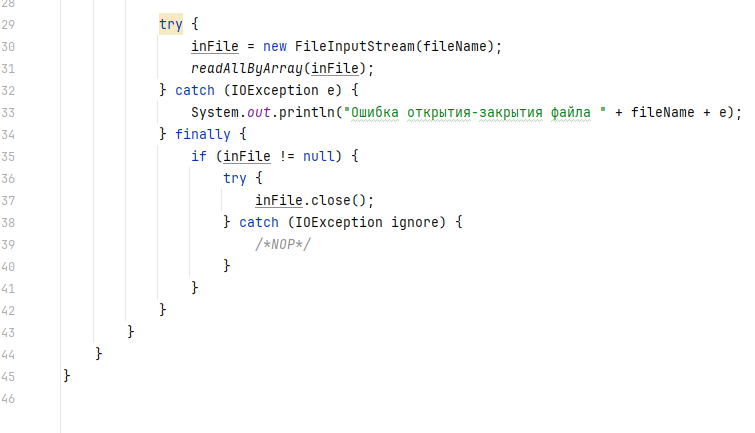 28
29 try {
30 inFile = new FileInputStream(fileName);
31 readAllByArray(inFile);
32 } catch (IOException e) {
33 System.out.println("Ошибка открытия-закрытия файла " + fileName + e);
34 } finally {
35 if (inFile != null) {
36 try {
37 inFile.close();
38 } catch (IOException ignore) {
39 /*NOP*/
40 }
41 }
42 }
43 }
44 }
45 }
46